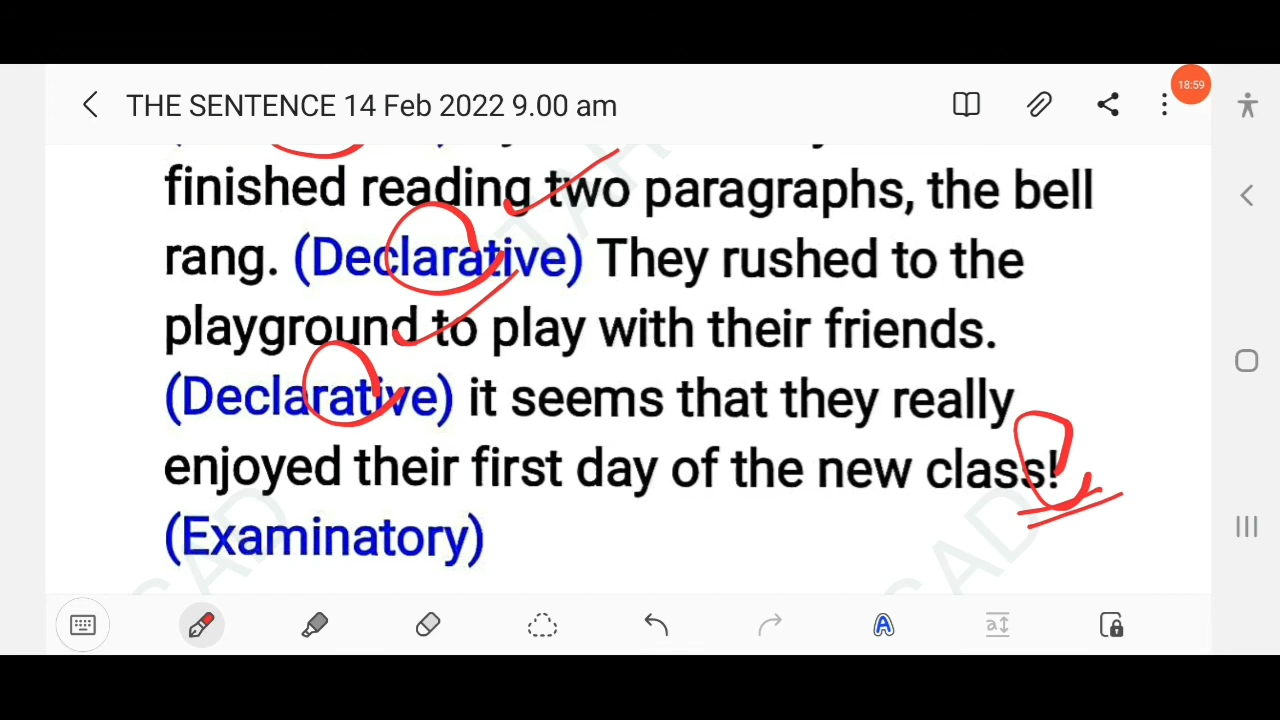 18:59
THE SENTENCE 14 Feb 2022 9.00 am
finished reading two paragraphs, the bell
rang. (Declarative) They rushed to the
playground to play with their friends.
(Declarative) it seems that they really
enjoyed their first day of the new class!
(Examinatory)